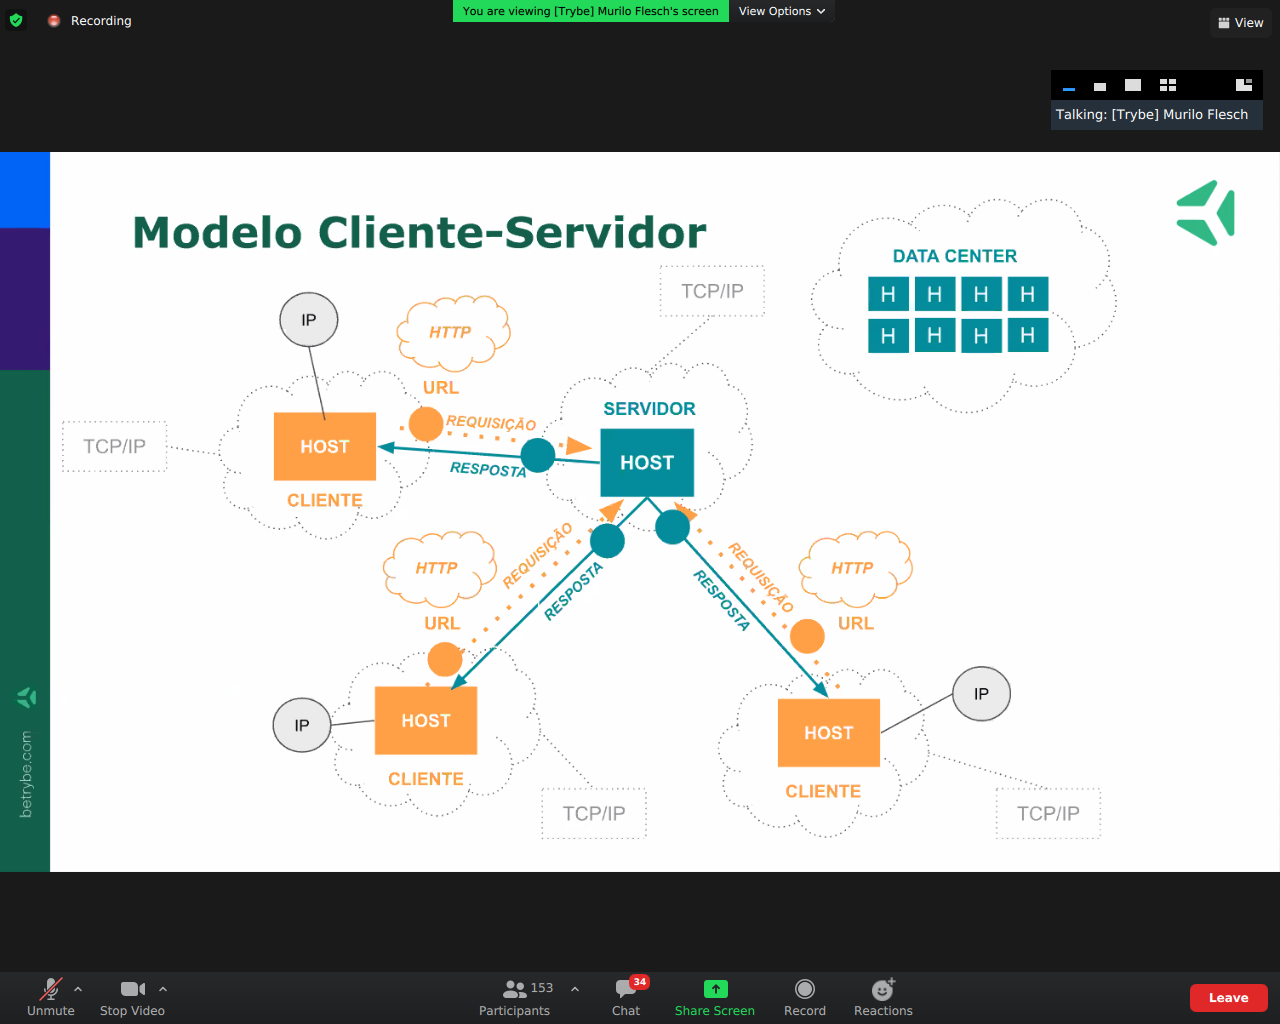 You are viewing [Trybe] Murilo Flesch's screen
View Options
Recording
View
Talking: [Trybe] Murilo Flesch
Modelo Cliente-Servidor
DATA CENTER
H H H H
H H H H
TCP/IP
IP
HTTP
URL
SERVIDOR
REQUISIÇÃO
TCP/IP
HOST
HOST
RESPOSTA
CLIENTE
HTTP
REQUISIÇÃO
RESPOSTA
REQUISIÇÃO
RESPOSTA
HTTP
URL
URL
IP
HOST
IP
HOST
CLIENTE
CLIENTE
TCP/IP
TCP/IP
betrybe.com
Unmute
Stop Video
153
Participants
34
Chat
Share Screen
Record
Reactions
Leave